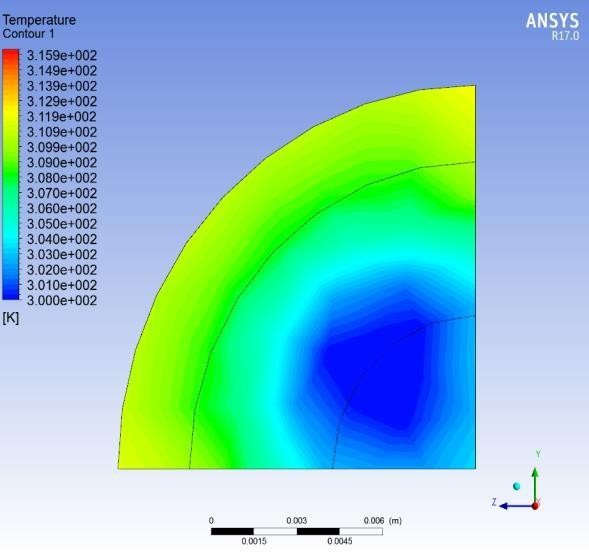 Temperature
Contour 1
3.159e+002
3.149e+002
3.139e+002
3.129e+002
3.119e+002
3.109e+002
3.099e+002
3.090e+002
3.080e+002
3.070e+002
3.060e+002
3.050e+002
3.040e+002
3.030e+002
3.020e+002
3.010e+002
3.000e+002
[K]
ANSYS
R17.0
Y
Z
X
0 0.003 0.006 (m)
0.0015 0.0045